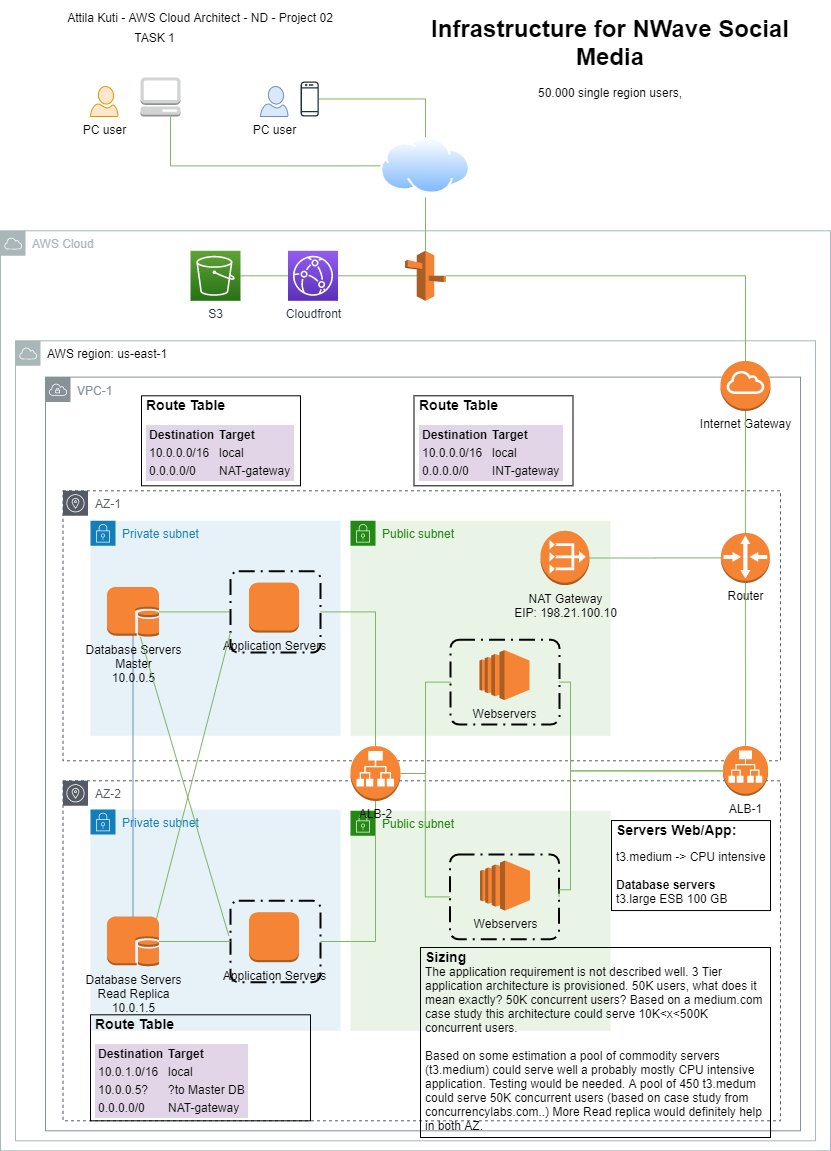 Attila Kuti - AWS Cloud Architect - ND - Project 02
TASK 1
Infrastructure for NWave Social
Media
50.000 single region users,
PC user
PC user
AWS Cloud
S3
Cloudfront
AWS region: us-east-1
VPC-1
Internet Gateway
Route Table
Destination Target
10.0.0.0/16 local
0.0.0.0/0 NAT-gateway
Route Table
Destination Target
10.0.0.0/16 local
0.0.0.0/0 INT-gateway
AZ-1
Private subnet
Public subnet
NAT Gateway
EIP: 198.21.100.10
Router
Database Servers
Master
10.0.0.5
Application Servers
Webservers
ALB-2
ALB-1
AZ-2
Private subnet
Public subnet
Servers Web/App:
t3.medium -> CPU intensive
Database servers
t3.large ESB 100 GB
Webservers
Database Servers
Read Replica
10.0.1.5
Application Servers
Route Table
Destination Target
10.0.1.0/16 local
10.0.0.5? ?to Master DB
0.0.0.0/0 NAT-gateway
Sizing
The application requirement is not described well. 3 Tier
application architecture is provisioned. 50K users, what does it
mean exactly? 50K concurrent users? Based on a medium.com
case study this architecture could serve 10K<x<500K
concurrent users.
Based on some estimation a pool of commodity servers
(t3.medium) could serve well a probably mostly CPU intensive
application. Testing would be needed. A pool of 450 t3.medum
could serve 50K concurrent users (based on case study from
concurrencylabs.com..) More Read replica would definitely help
in both AZ.